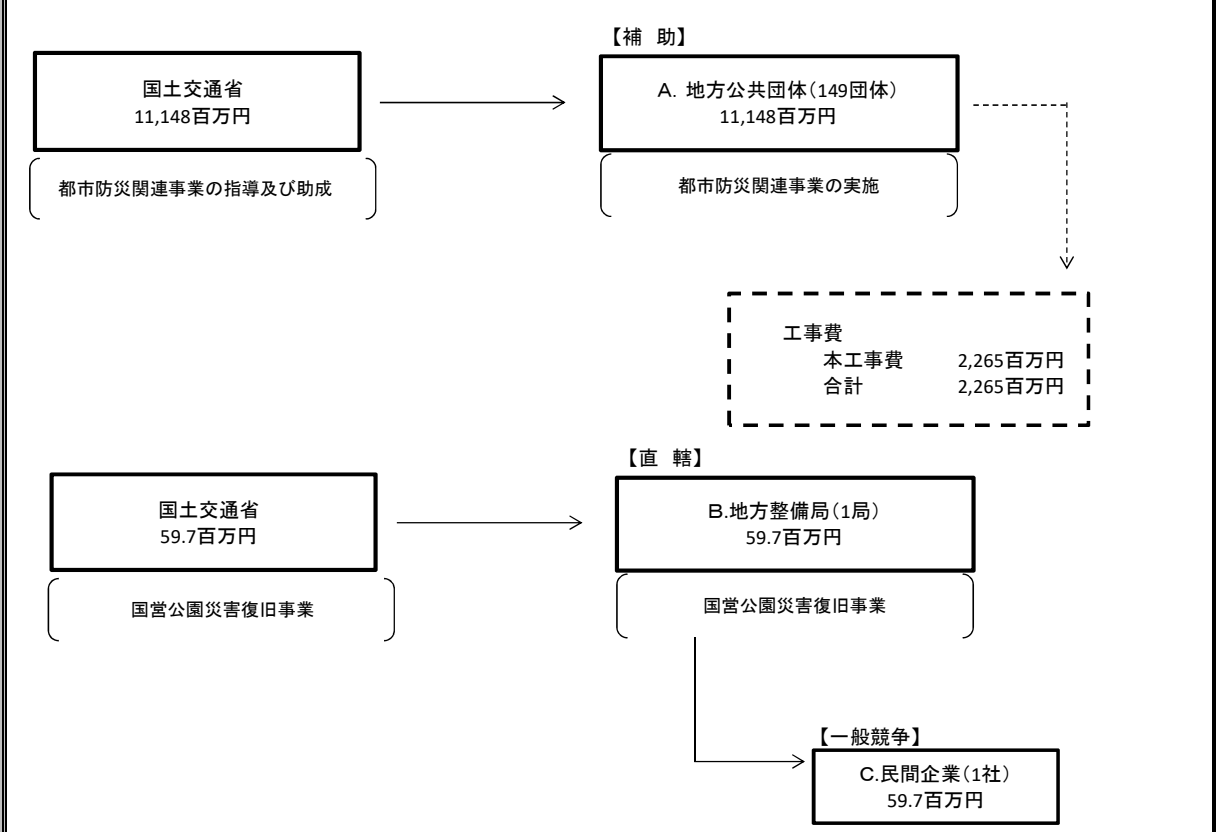 【補　助】
国土交通省
11,148百万円
A．地方公共団体（149団体）
11,148百万円
都市防災関連事業の指導及び助成
都市防災関連事業の実施
工事費
本工事費　2,265百万円
合計　2,265百万円
【直　轄】
国土交通省
59.7百万円
B.地方整備局（1局）
59.7百万円
国営公園災害復旧事業
国営公園災害復旧事業
【一般競争】
C.民間企業（1社）
59.7百万円